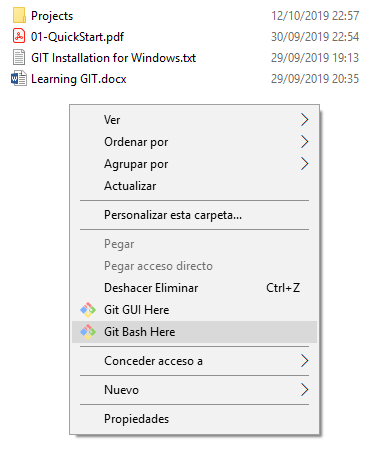 Projects 12/10/2019 22:57
01-QuickStart.pdf 30/09/2019 22:54
GIT Installation for Windows.txt 29/09/2019 19:13
Learning GIT.docx 29/09/2019 20:35
Ver
Ordenar por
Agrupar por
Actualizar
Personalizar esta carpeta...
Pegar
Pegar acceso directo
Deshacer Eliminar Ctrl+Z
Git GUI Here
Git Bash Here
Conceder acceso a
Nuevo
Propiedades